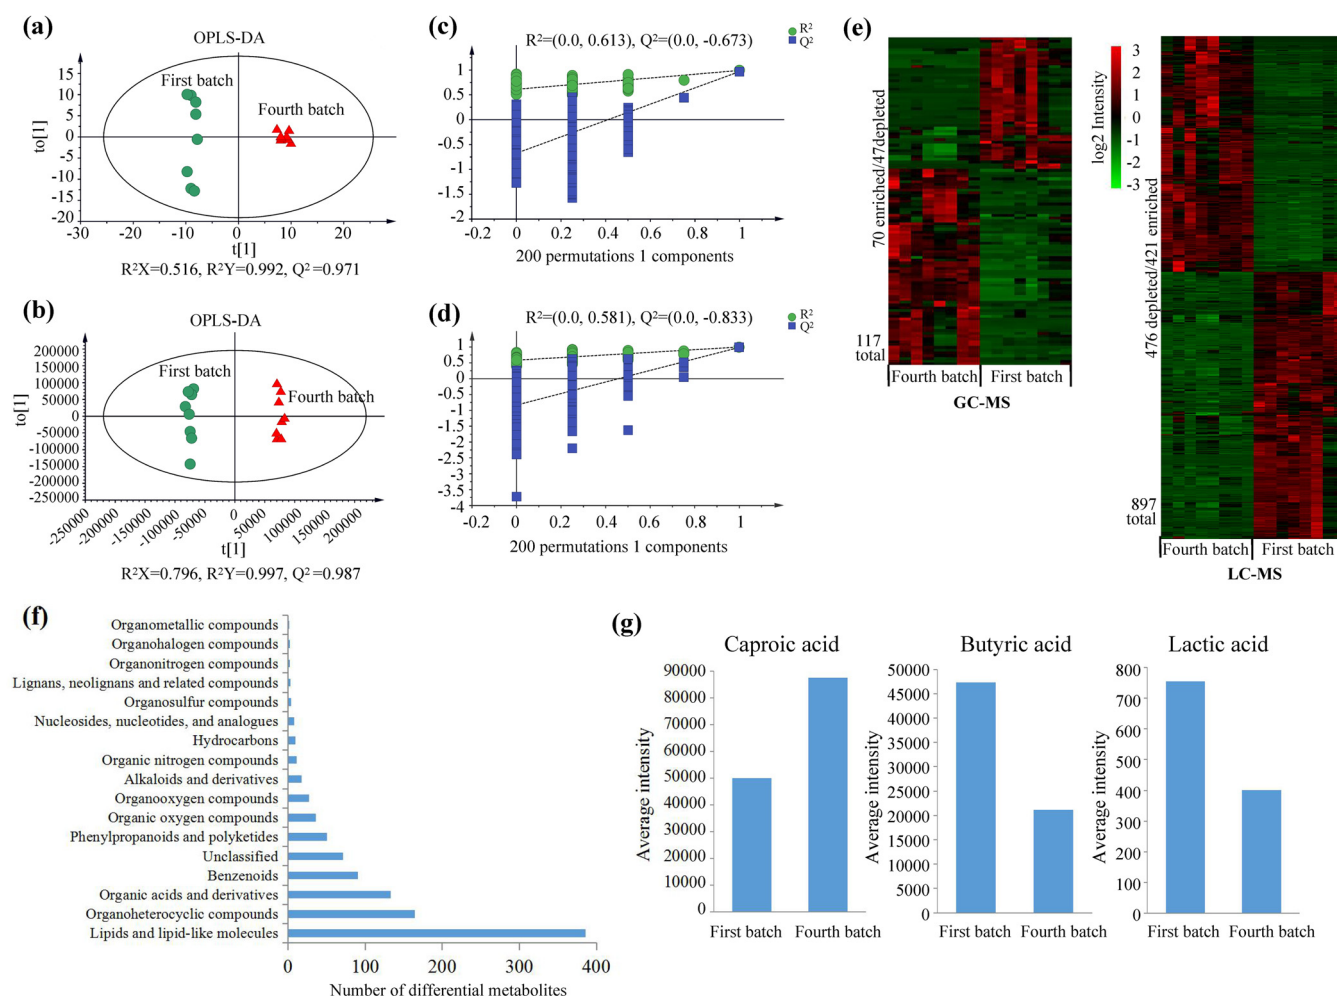 (a)
OPLS-DA
First batch
Fourth batch
to[1]
15
10
5
0
-5
-10
-15
-20
-30
-20
-10
0
10
20
t[1]
R²X=0.516, R²Y=0.992, Q²=0.971
(b)
OPLS-DA
First batch
Fourth batch
to[1]
200000
150000
100000
50000
0
-50000
-100000
-150000
-200000
-250000
-250000
-200000
-150000
-100000
-50000
0
50000
100000
150000
200000
t[1]
R²X=0.796, R²Y=0.997, Q²=0.987
(c)
R²=(0.0, 0.613), Q²=(0.0, -0.673)
R²
Q²
1
0.5
0
-0.5
-1
-1.5
-2
-0.2
0
0.2
0.4
0.6
0.8
1
200 permutations 1 components
(d)
R²=(0.0, 0.581), Q²=(0.0, -0.833)
R²
Q²
1
0.5
0
-0.5
-1
-1.5
-2
-2.5
-3
-3.5
-4
-0.2
0
0.2
0.4
0.6
0.8
1
200 permutations 1 components
(e)
70 enriched/47depleted
117
total
Fourth batch
First batch
GC-MS
log2 Intensity
3
2
1
0
-1
-2
-3
476 depleted/421 enriched
897
total
Fourth batch
First batch
LC-MS
(f)
Organometallic compounds
Organohalogen compounds
Organonitrogen compounds
Lignans, neolignans and related compounds
Organosulfur compounds
Nucleosides, nucleotides, and analogues
Hydrocarbons
Organic nitrogen compounds
Alkaloids and derivatives
Organooxygen compounds
Organic oxygen compounds
Phenylpropanoids and polyketides
Unclassified
Benzenoids
Organic acids and derivatives
Organoheterocyclic compounds
Lipids and lipid-like molecules
0
100
200
300
400
Number of differential metabolites
(g)
Caproic acid
Average intensity
90000
80000
70000
60000
50000
40000
30000
20000
10000
0
First batch
Fourth batch
Butyric acid
Average intensity
50000
45000
40000
35000
30000
25000
20000
15000
10000
5000
0
First batch
Fourth batch
Lactic acid
Average intensity
800
700
600
500
400
300
200
100
0
First batch
Fourth batch